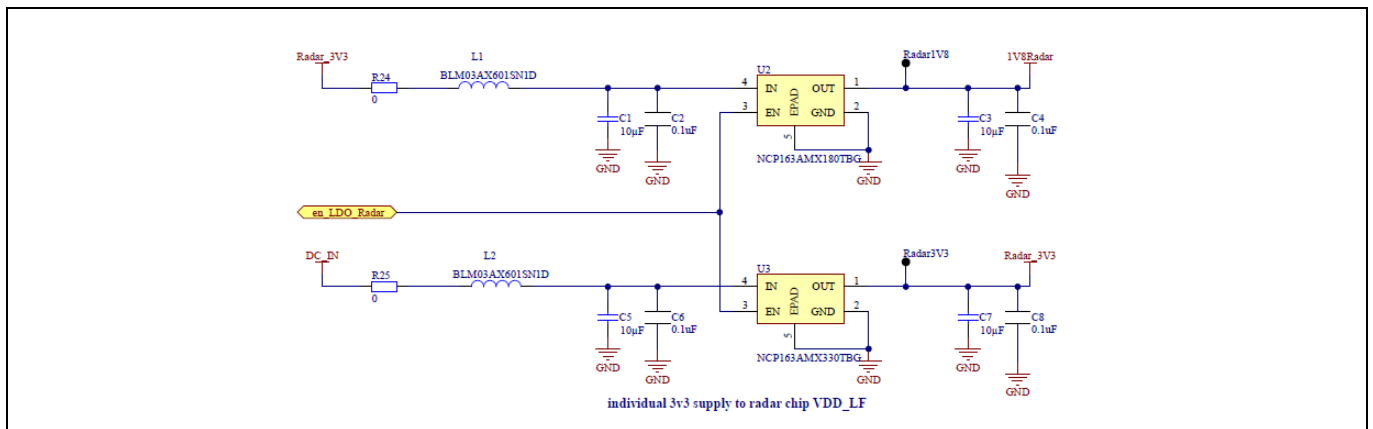 Radar_3V3
R24
0
L1
BLM03AX601SN1D
C1
10µF
GND
C2
0.1uF
GND
U2
4
IN
OUT
1
3
EN
EPAD
GND
2
5
NCP163AMX180TBG
GND
Radar1V8
C3
10µF
GND
1V8Radar
C4
0.1uF
GND
en_LDO_Radar
DC_IN
R25
0
L2
BLM03AX601SN1D
C5
10µF
GND
C6
0.1uF
GND
U3
4
IN
OUT
1
3
EN
EPAD
GND
2
5
NCP163AMX330TBG
GND
Radar3V3
C7
10µF
GND
Radar_3V3
C8
0.1uF
GND
individual 3v3 supply to radar chip VDD_LF